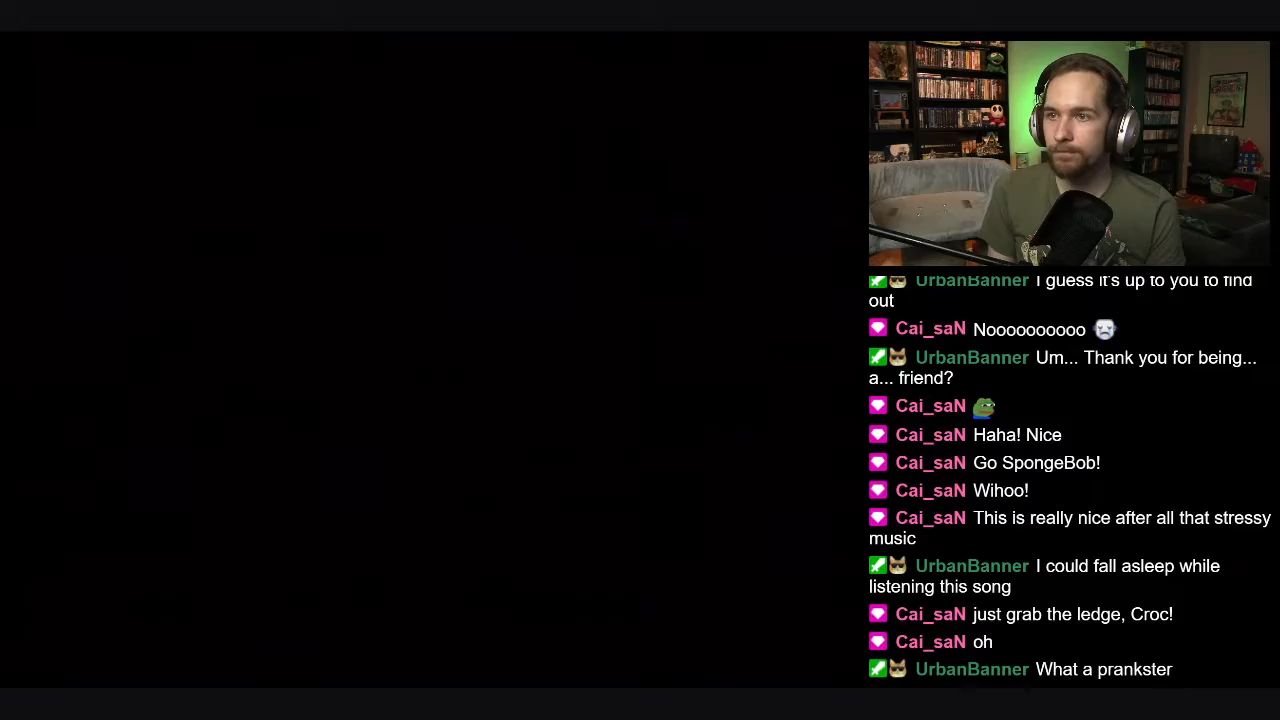 UrbanBanner I guess it's up to you to find
out
Cai_saN Noooooooooo
UrbanBanner Um... Thank you for being...
a... friend?
Cai_saN
Cai_saN Haha! Nice
Cai_saN Go SpongeBob!
Cai_saN Wihoo!
Cai_saN This is really nice after all that stressy
music
UrbanBanner I could fall asleep while
listening this song
Cai_saN just grab the ledge, Croc!
Cai_saN oh
UrbanBanner What a prankster